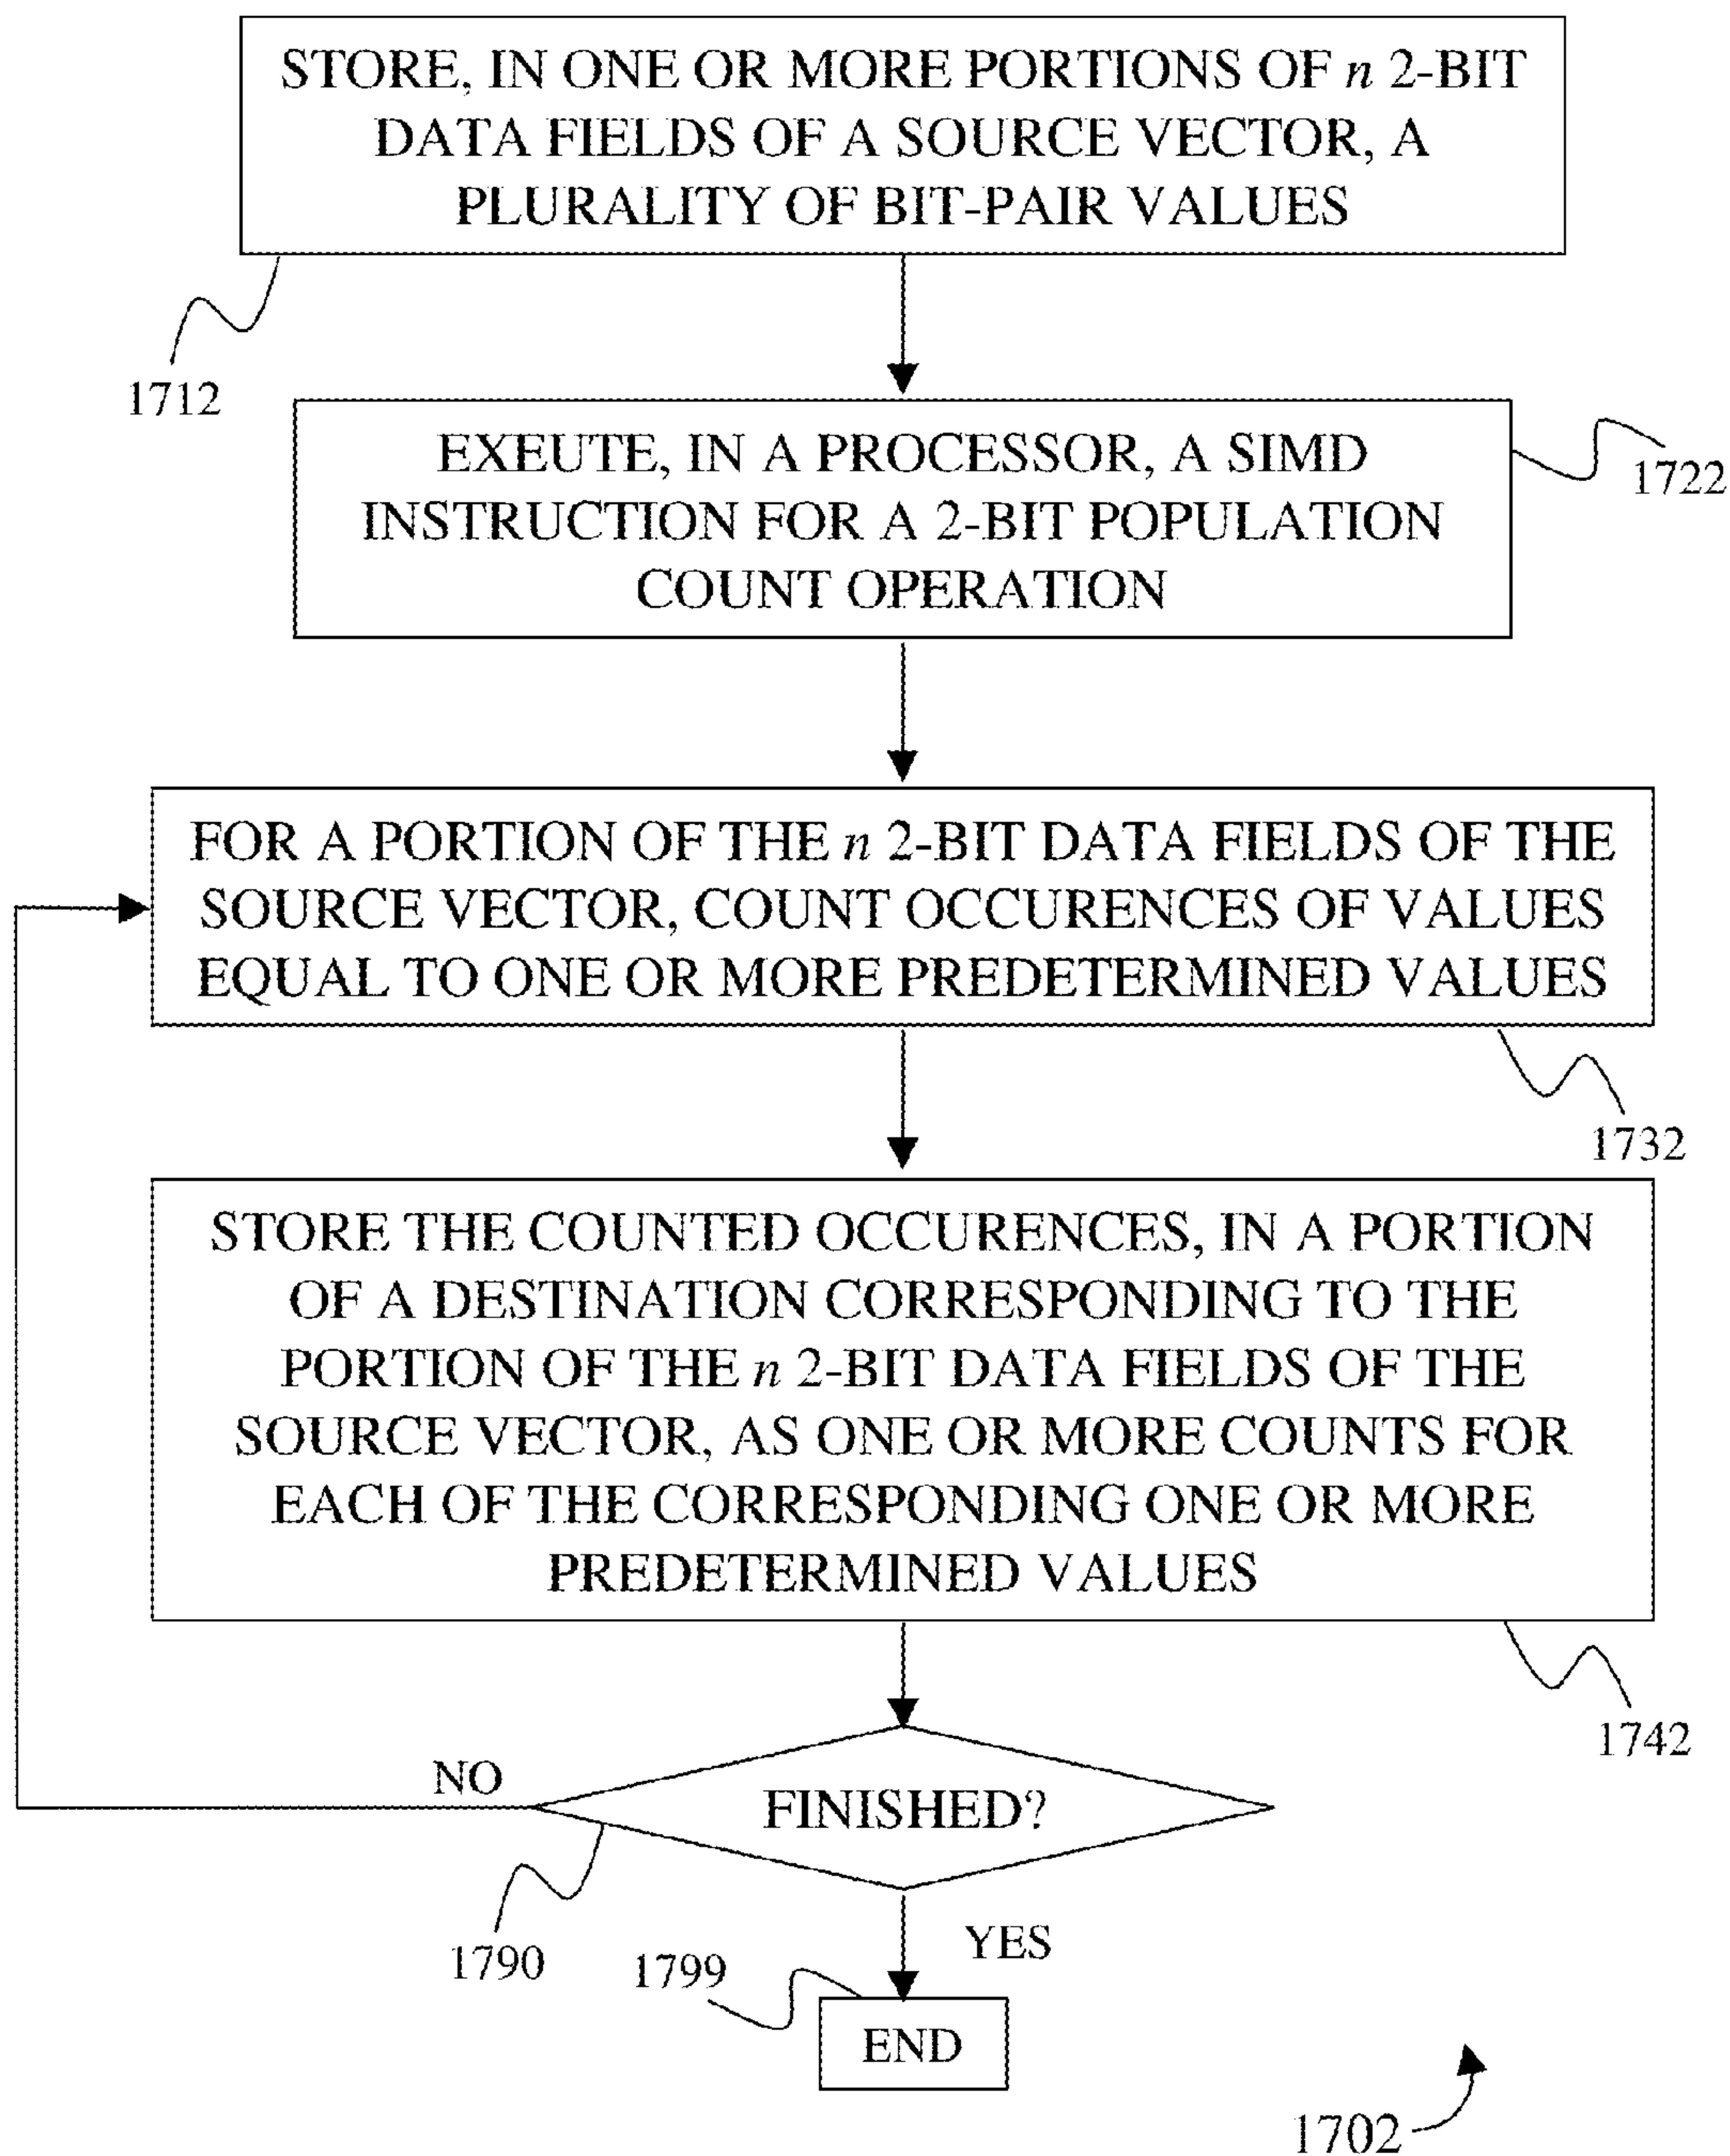 STORE, IN ONE OR MORE PORTIONS OF n 2-BIT
DATA FIELDS OF A SOURCE VECTOR, A
PLURALITY OF BIT-PAIR VALUES
1712
EXEUTE, IN A PROCESSOR, A SIMD
INSTRUCTION FOR A 2-BIT POPULATION
COUNT OPERATION
1722
FOR A PORTION OF THE n 2-BIT DATA FIELDS OF THE
SOURCE VECTOR, COUNT OCCURENCES OF VALUES
EQUAL TO ONE OR MORE PREDETERMINED VALUES
1732
STORE THE COUNTED OCCURENCES, IN A PORTION
OF A DESTINATION CORRESPONDING TO THE
PORTION OF THE n 2-BIT DATA FIELDS OF THE
SOURCE VECTOR, AS ONE OR MORE COUNTS FOR
EACH OF THE CORRESPONDING ONE OR MORE
PREDETERMINED VALUES
1742
NO
FINISHED?
1790
YES
1799
END
1702